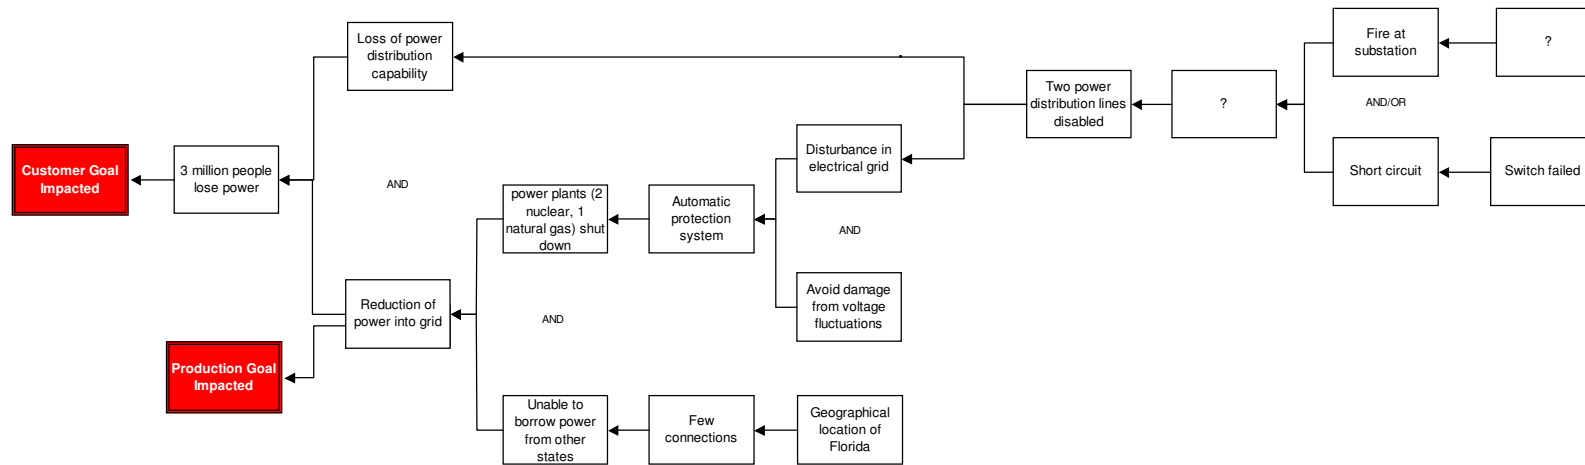 Loss of power
distribution
capability
Fire at
substation
?
Two power
distribution lines
disabled
?
AND/OR
Customer Goal
Impacted
3 million people
lose power
AND
Disturbance in
electrical grid
Short circuit
Switch failed
power plants (2
nuclear, 1
natural gas) shut
down
Automatic
protection
system
AND
Reduction of
power into grid
AND
Avoid damage
from voltage
fluctuations
Production Goal
Impacted
Unable to
borrow power
from other
states
Few
connections
Geographical
location of
Florida